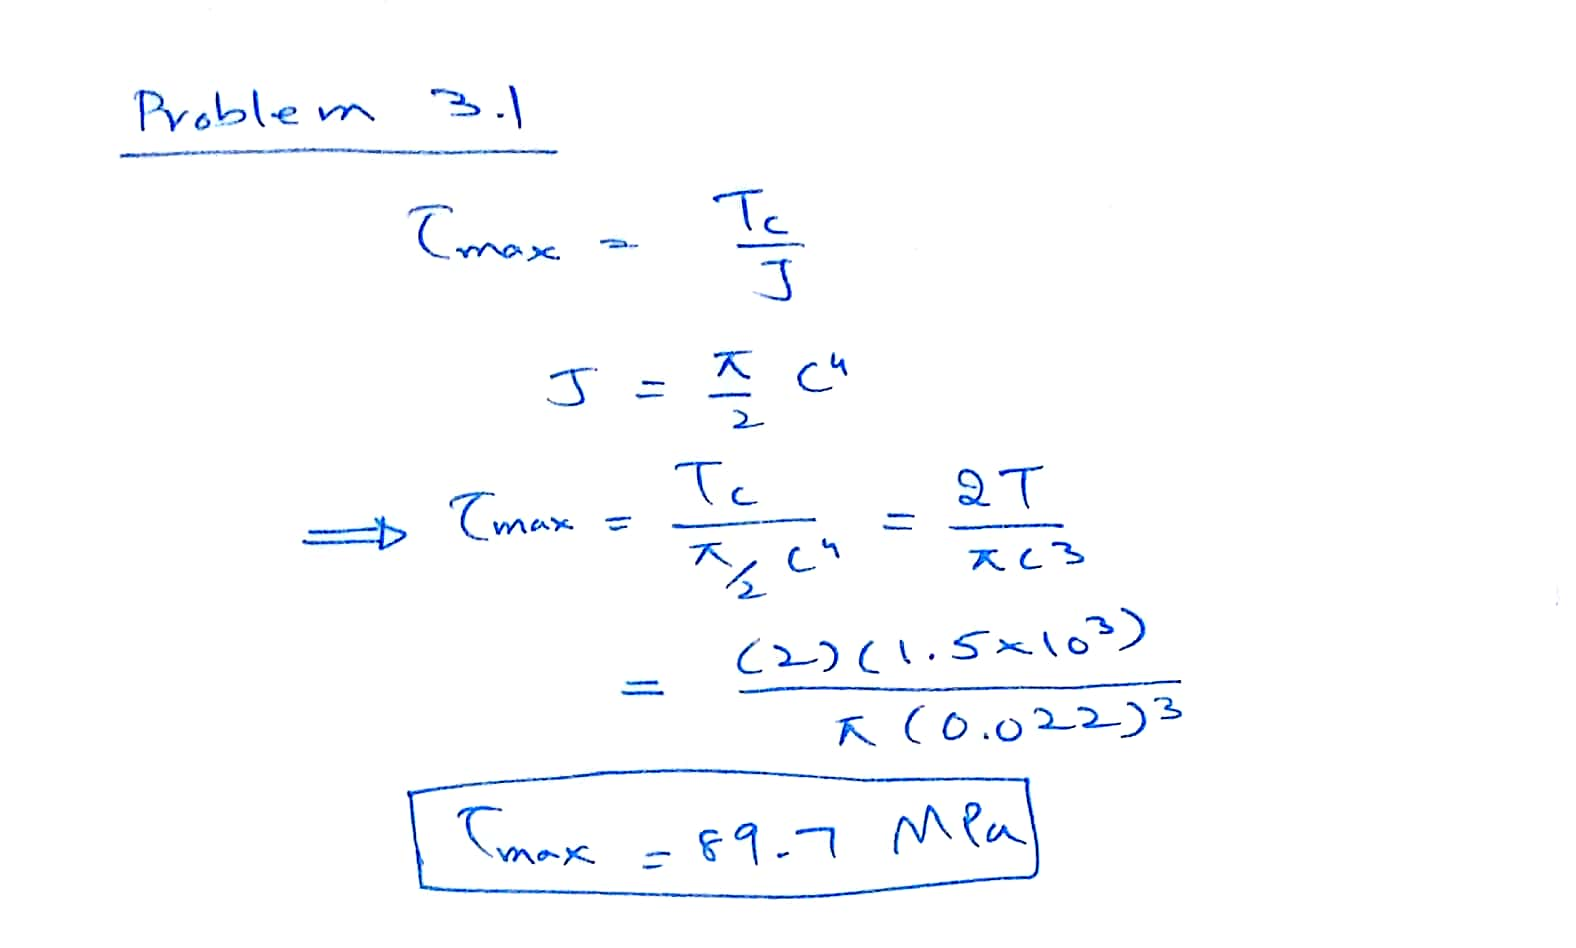 Problem 3.1
τmax = Tc/J
J = π/2 c⁴
⇒ τmax = Tc/(π/2 c⁴) = 2T/(πc³)
= (2)(1.5×10³)/(π(0.022)³)
τmax = 89.7 MPa